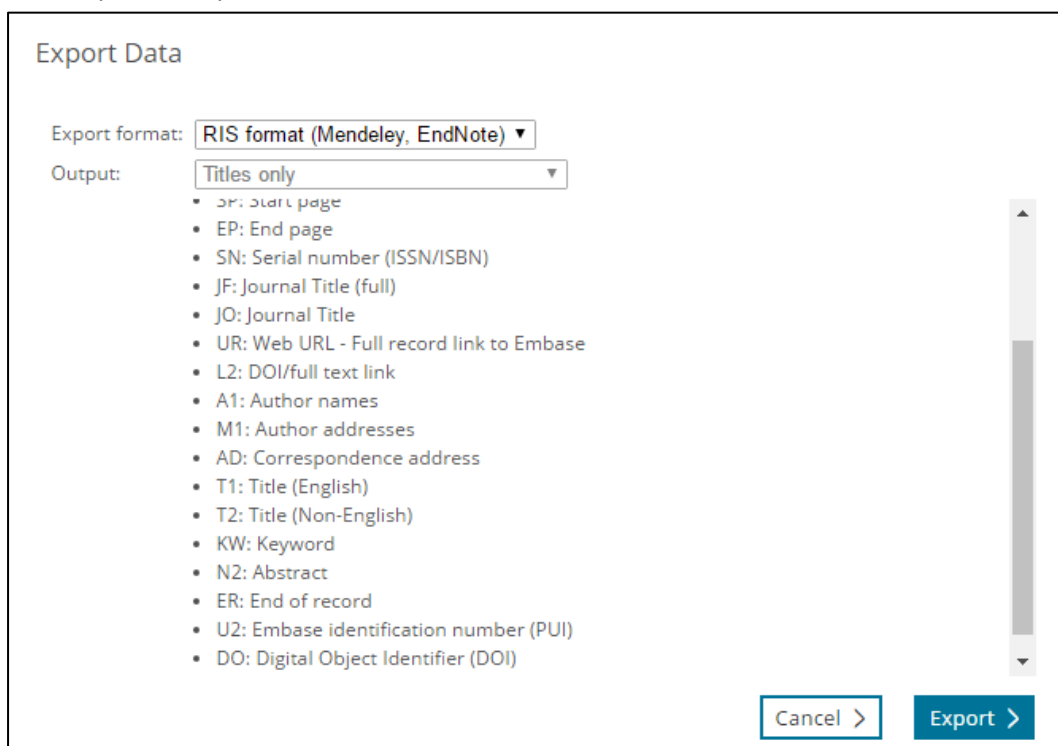 Export Data
Export format: RIS format (Mendeley, EndNote)
Output: Titles only
• SP: Start page
• EP: End page
• SN: Serial number (ISSN/ISBN)
• JF: Journal Title (full)
• JO: Journal Title
• UR: Web URL - Full record link to Embase
• L2: DOI/full text link
• A1: Author names
• M1: Author addresses
• AD: Correspondence address
• T1: Title (English)
• T2: Title (Non-English)
• KW: Keyword
• N2: Abstract
• ER: End of record
• U2: Embase identification number (PUI)
• DO: Digital Object Identifier (DOI)
Cancel > Export >